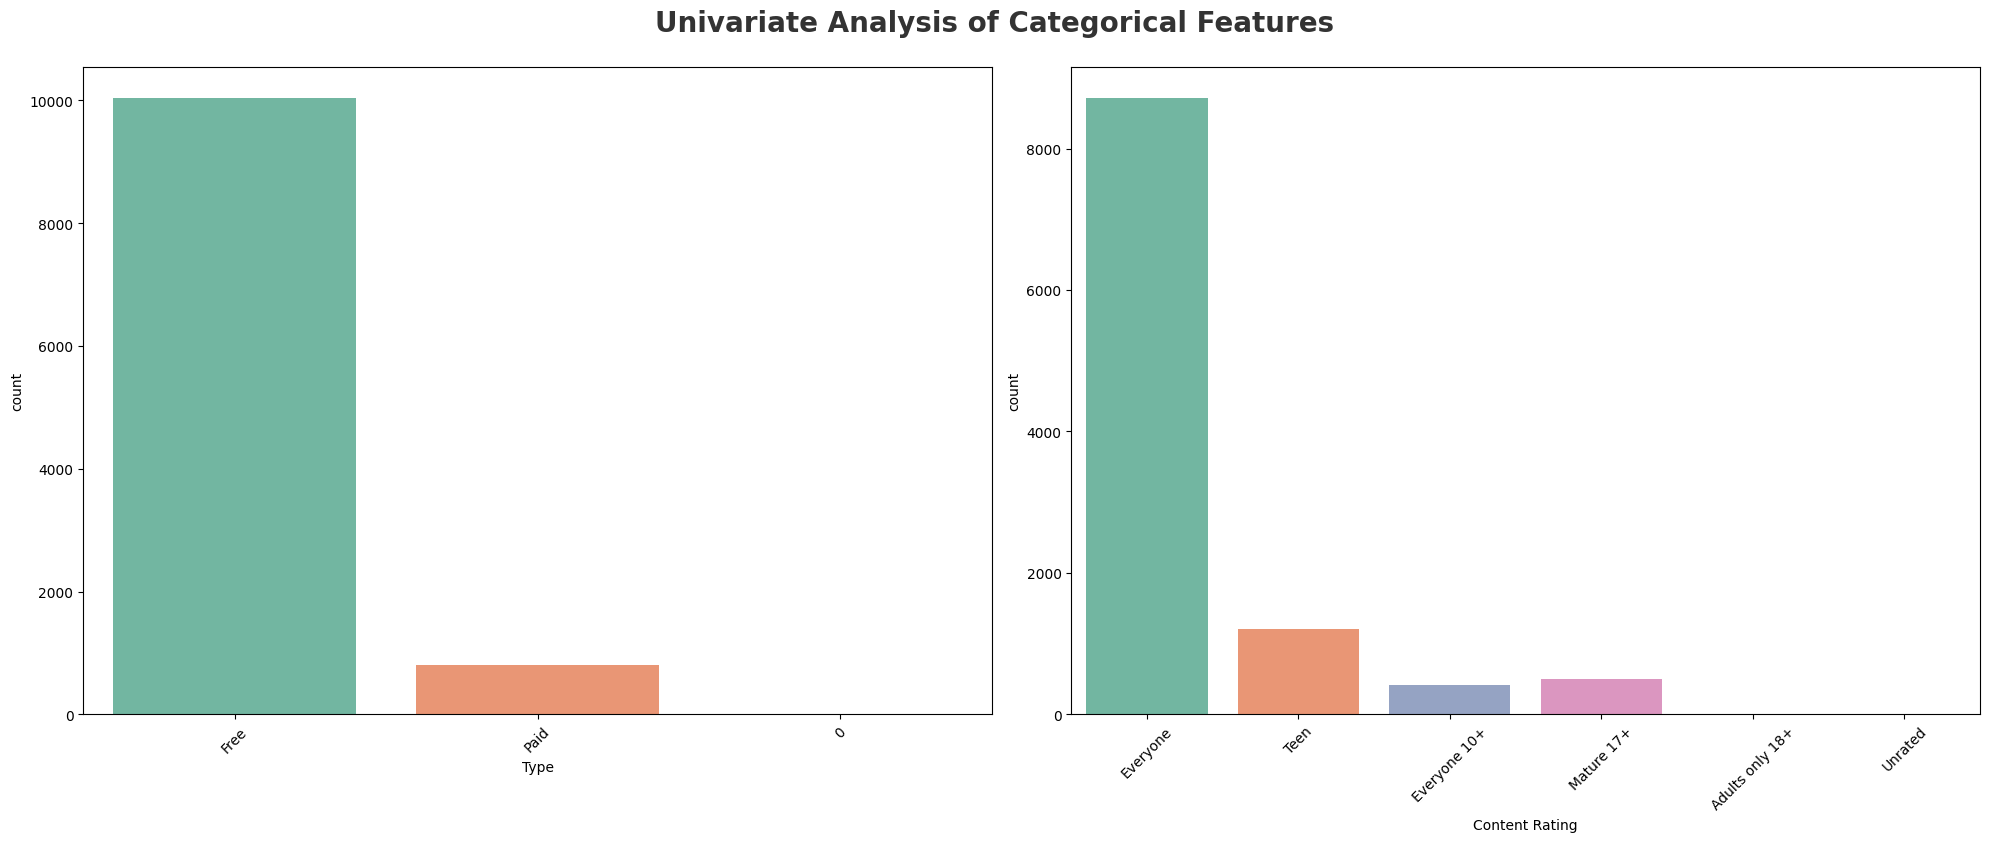 Univariate Analysis of Categorical Features
10000
8000
6000
4000
2000
0
count
Free
Paid
0
Type
8000
6000
4000
2000
0
count
Everyone
Teen
Everyone 10+
Mature 17+
Adults only 18+
Unrated
Content Rating